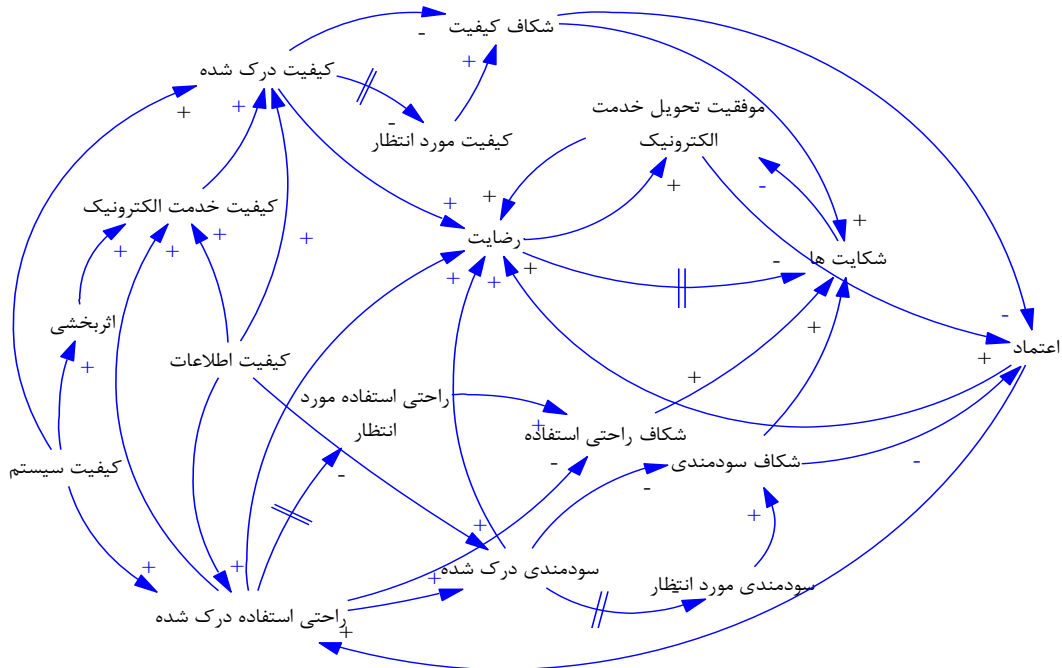 شکاف کیفیت
کیفیت درک شده
موفقیت تحویل خدمت
الکترونیک
کیفیت مورد انتظار
کیفیت خدمت الکترونیک
رضایت
شکایت ها
اثربخشی
کیفیت اطلاعات
اعتماد
راحتی استفاده مورد
انتظار
شکاف راحتی استفاده
شکاف سودمندی
کیفیت سیستم
سودمندی درک شده
سودمندی مورد انتظار
راحتی استفاده درک شده